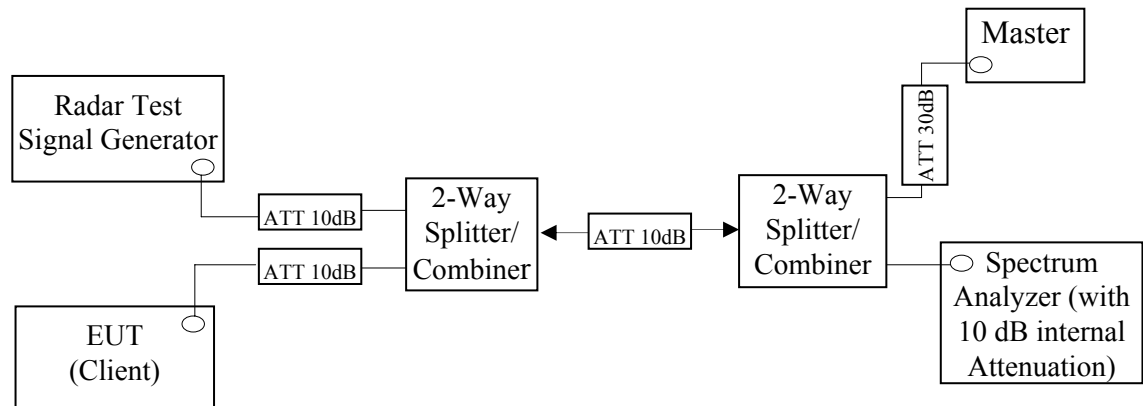 Radar Test
Signal Generator
ATT 10dB
ATT 10dB
EUT
(Client)
2-Way
Splitter/
Combiner
ATT 10dB
2-Way
Splitter/
Combiner
ATT 30dB
Master
Spectrum
Analyzer (with
10 dB internal
Attenuation)